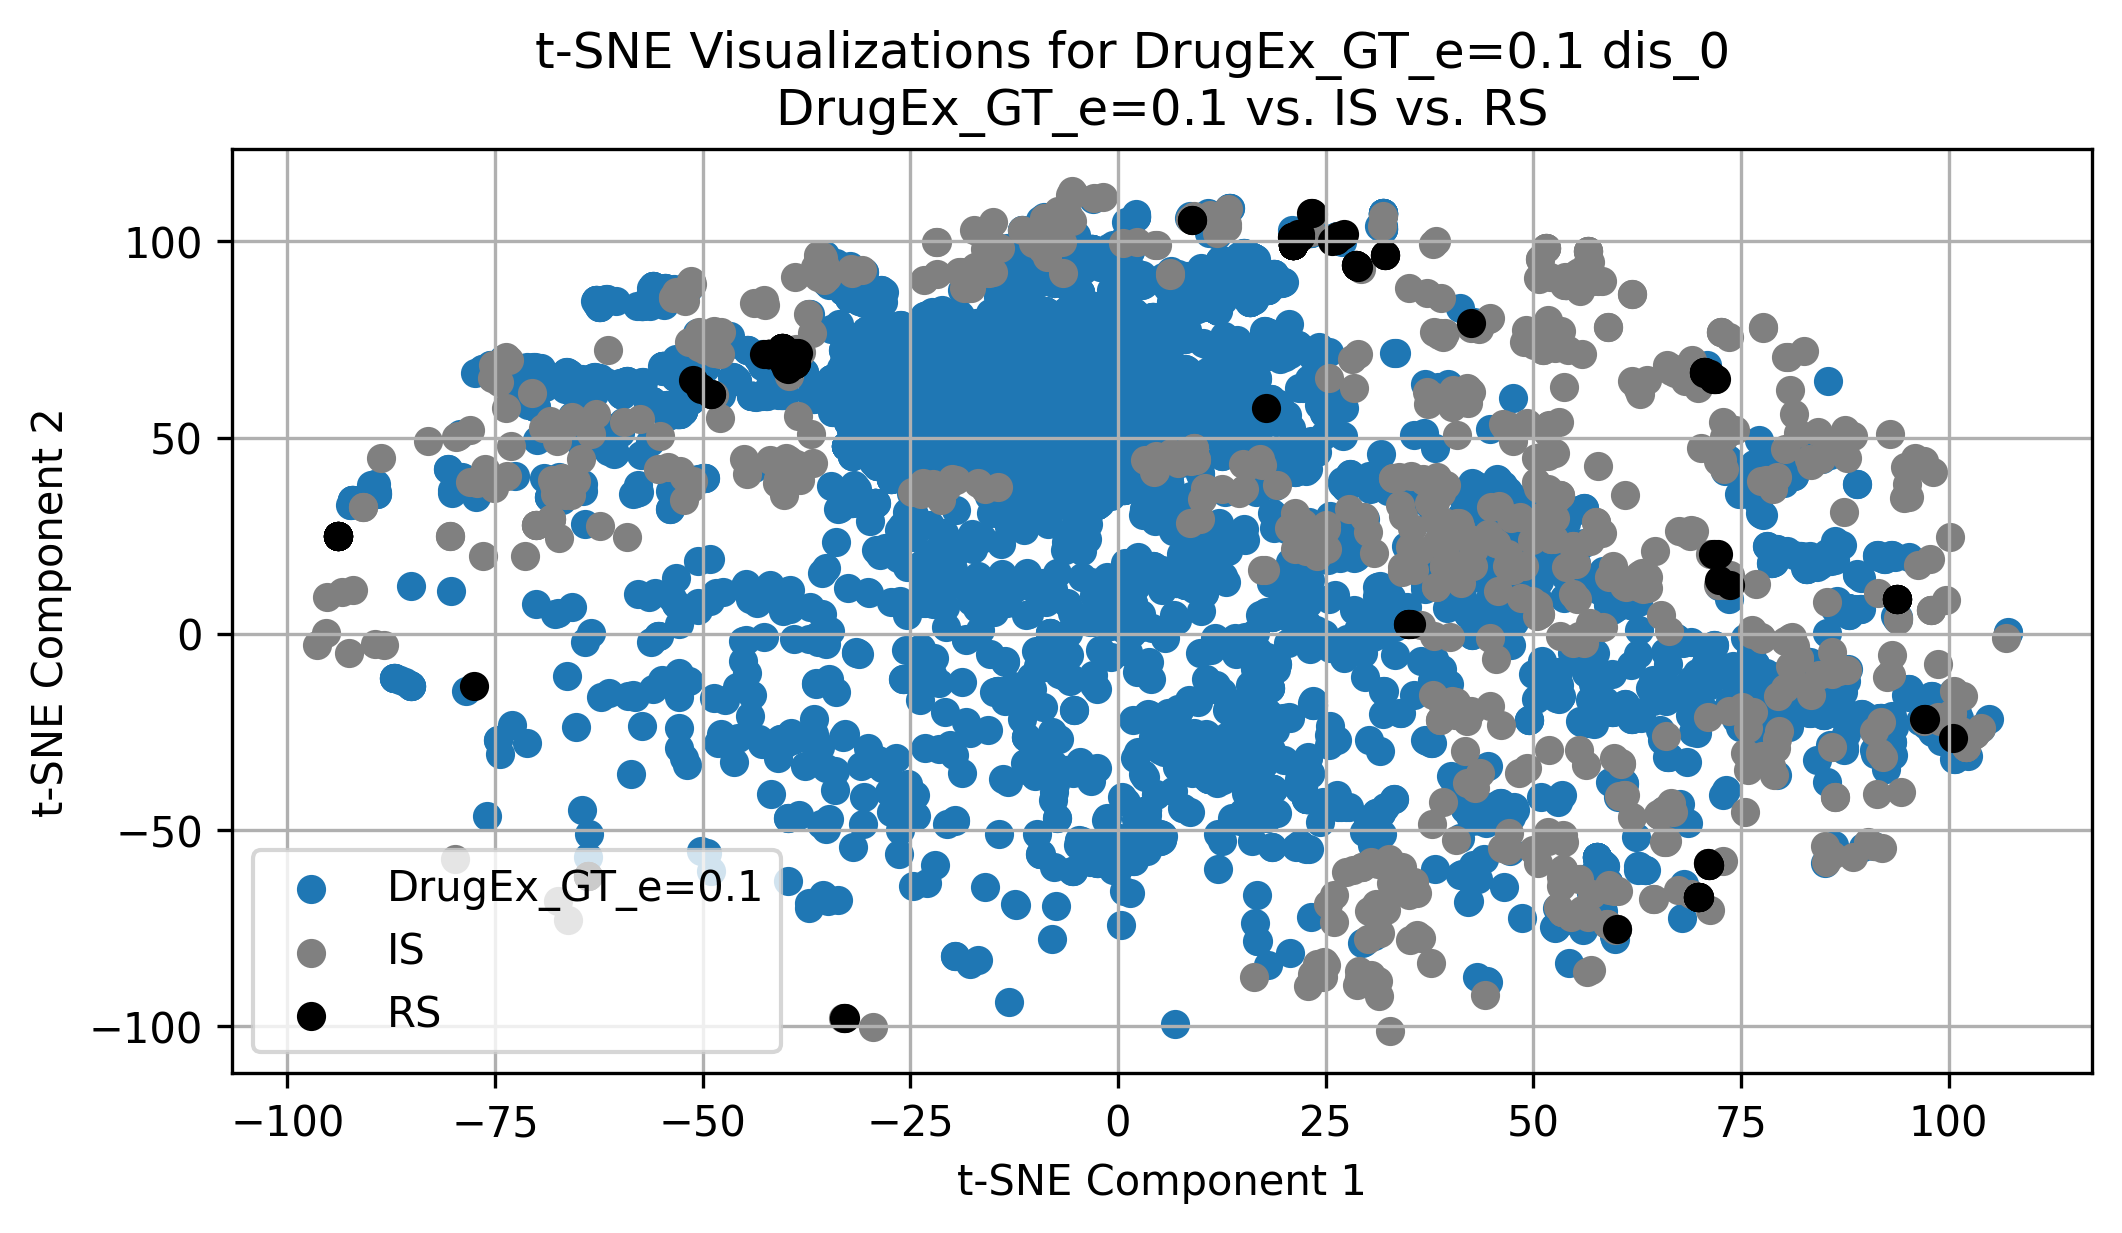 t-SNE Visualizations for DrugEx_GT_e=0.1 dis_0
DrugEx_GT_e=0.1 vs. IS vs. RS
t-SNE Component 2
100
50
0
−50
−100
DrugEx_GT_e=0.1
IS
RS
−100 −75 −50 −25 0 25 50 75 100
t-SNE Component 1